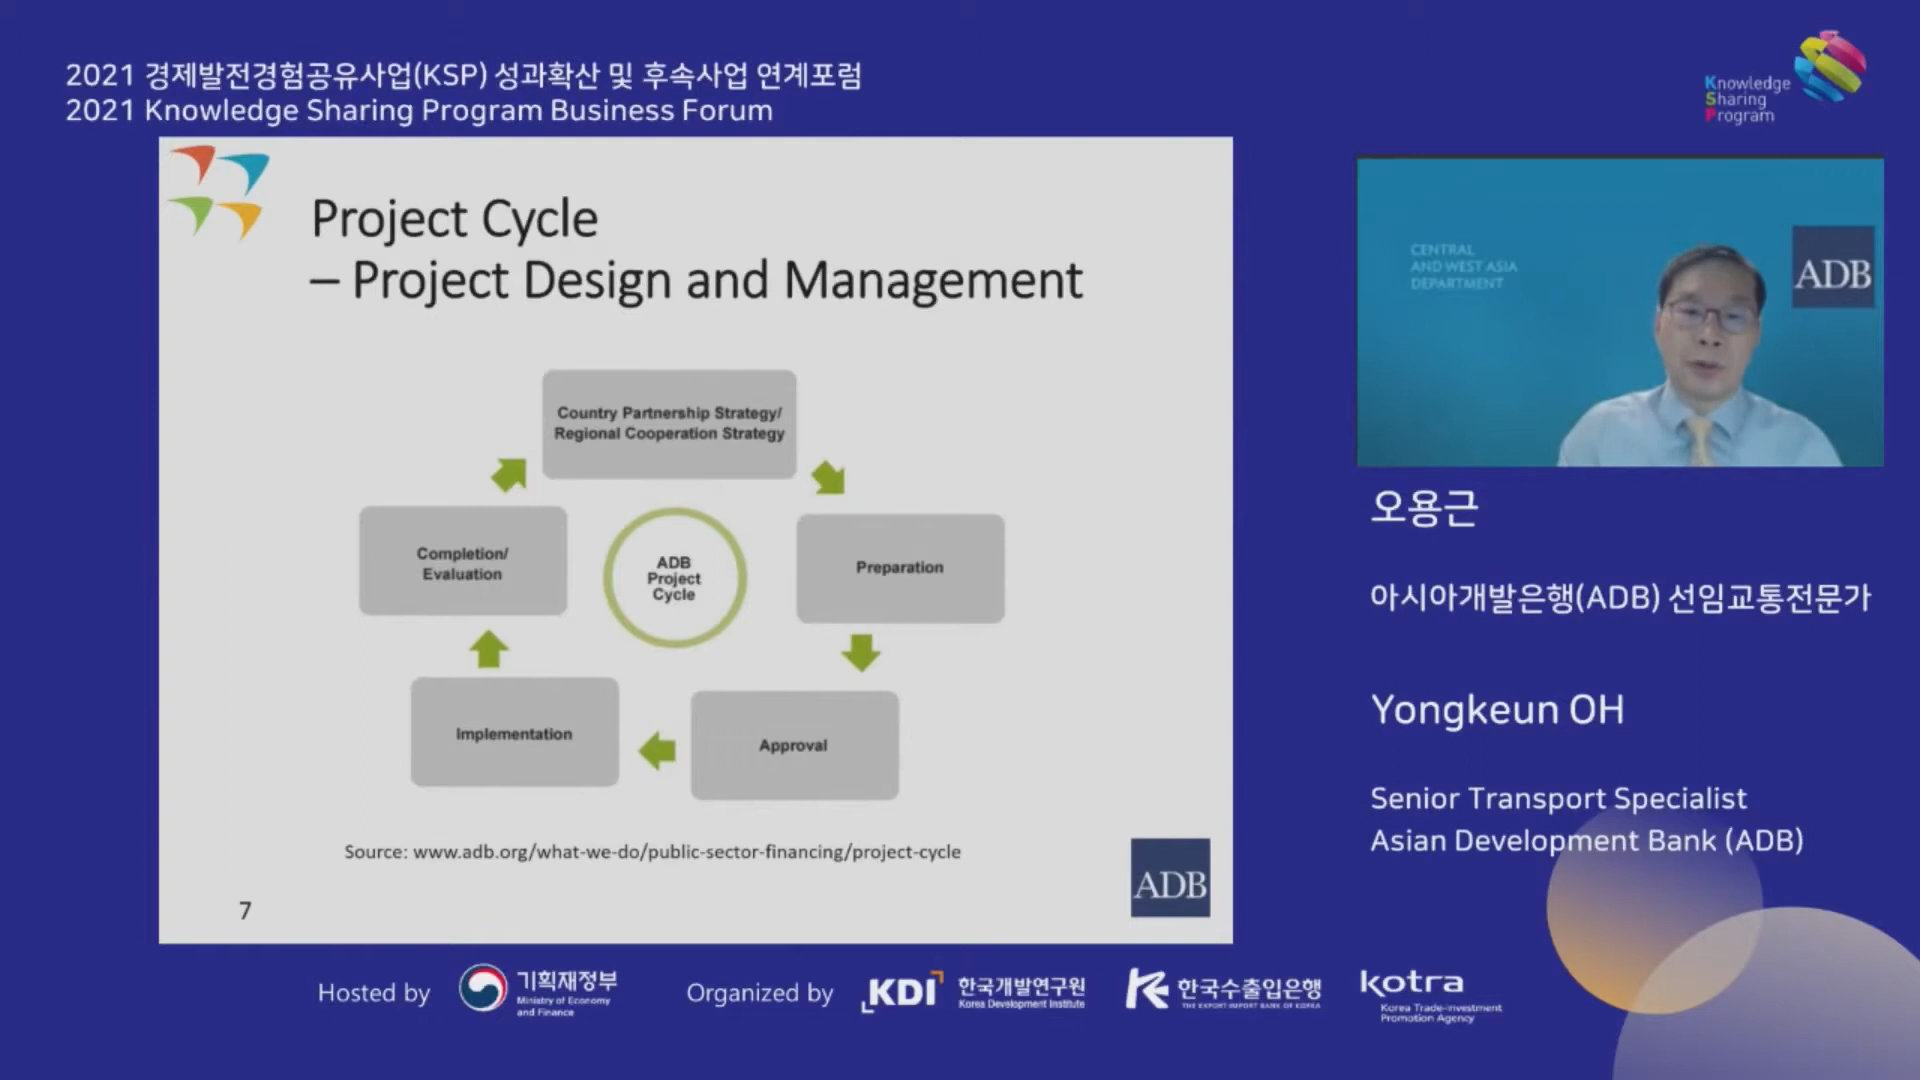 2021 경제발전경험공유사업(KSP) 성과확산 및 후속사업 연계포럼
2021 Knowledge Sharing Program Business Forum
Knowledge
Sharing
Program
Project Cycle
– Project Design and Management
Country Partnership Strategy/
Regional Cooperation Strategy
Completion/
Evaluation
ADB
Project
Cycle
Preparation
Implementation
Approval
Source: www.adb.org/what-we-do/public-sector-financing/project-cycle
7
ADB
CENTRAL
AND WEST ASIA
DEPARTMENT
ADB
오용근
아시아개발은행(ADB) 선임교통전문가
Yongkeun OH
Senior Transport Specialist
Asian Development Bank (ADB)
Hosted by
기획재정부
Ministry of Economy
and Finance
Organized by
KDI
한국개발연구원
Korea Development Institute
한국수출입은행
THE EXPORT-IMPORT BANK OF KOREA
kotra
Korea Trade-Investment
Promotion Agency